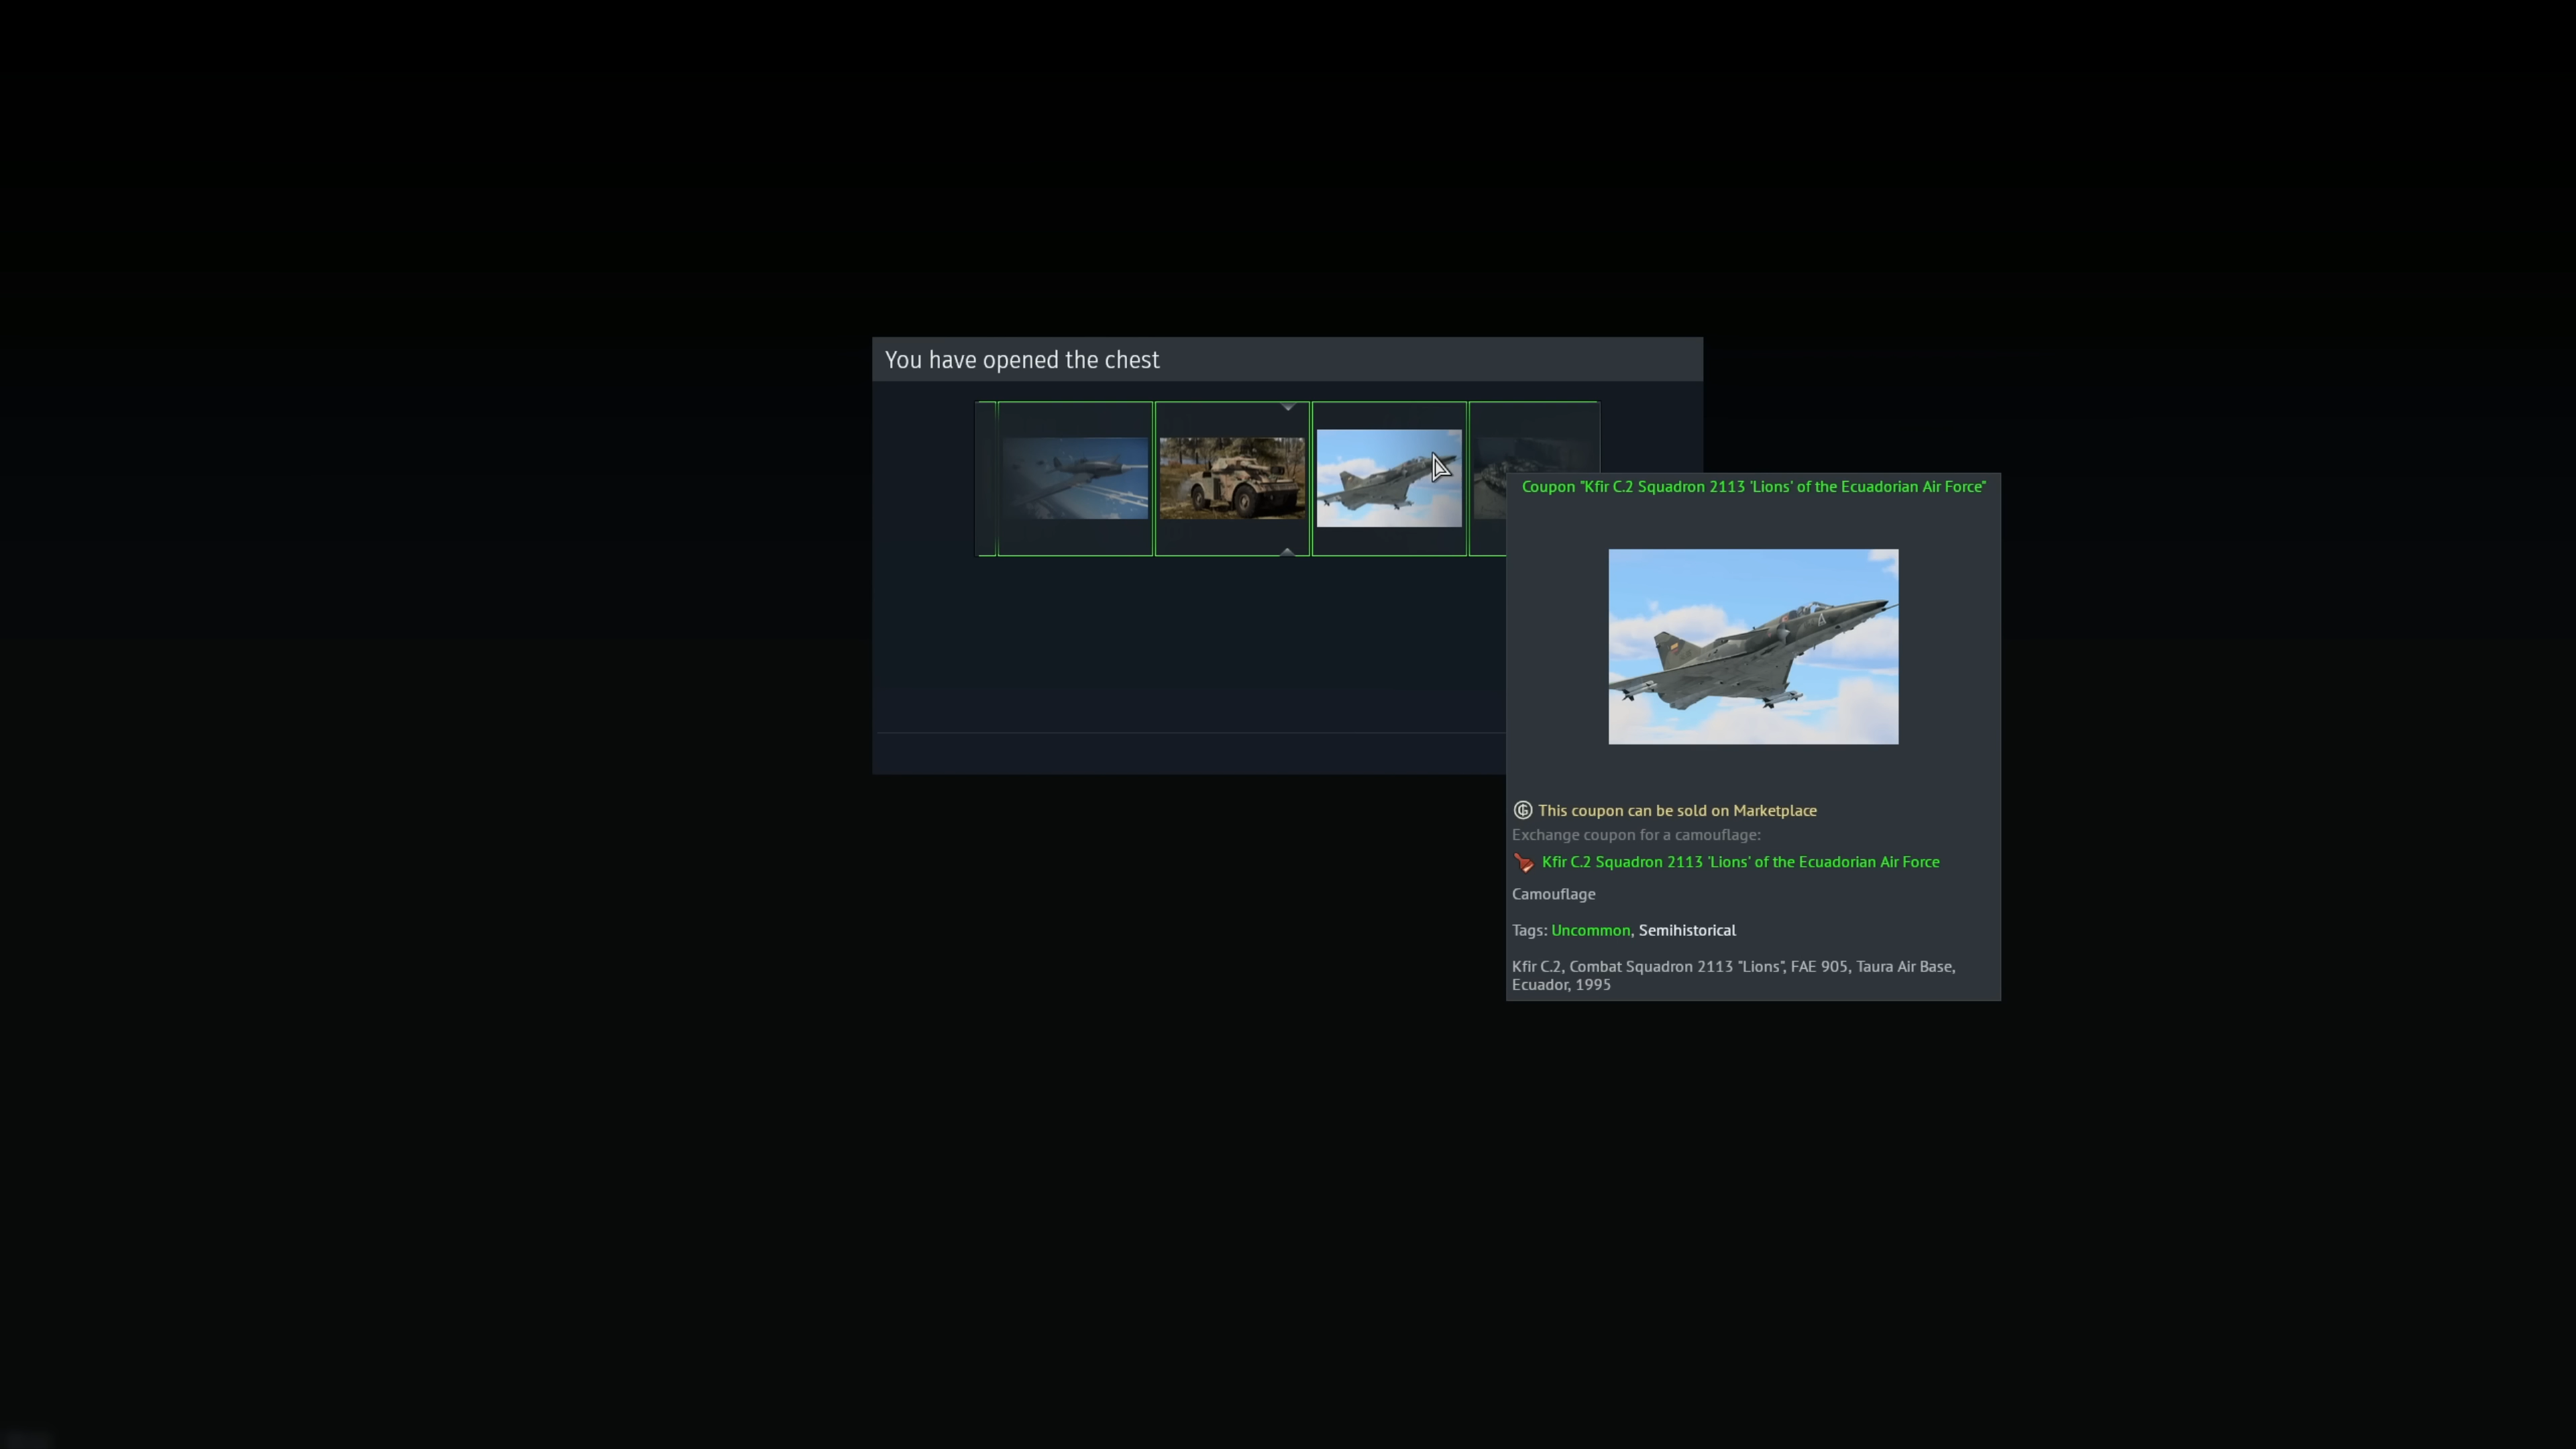 You have opened the chest
Coupon "Kfir C.2 Squadron 2113 'Lions' of the Ecuadorian Air Force"
This coupon can be sold on Marketplace
Exchange coupon for a camouflage:
Kfir C.2 Squadron 2113 'Lions' of the Ecuadorian Air Force
Camouflage
Tags: Uncommon, Semihistorical
Kfir C.2, Combat Squadron 2113 "Lions", FAE 905, Taura Air Base,
Ecuador, 1995